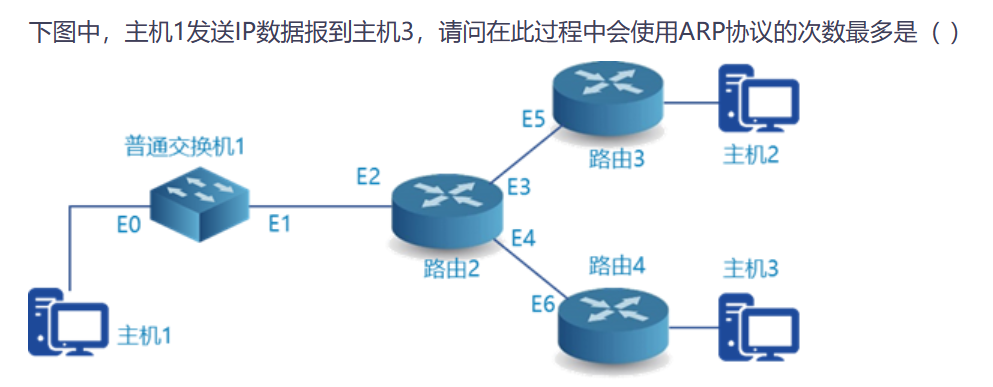 下图中，主机1发送IP数据报到主机3，请问在此过程中会使用ARP协议的次数最多是（ ）
E5
普通交换机1
路由3
主机2
E2
E3
E0
E1
E4
路由2
路由4
主机3
E6
主机1